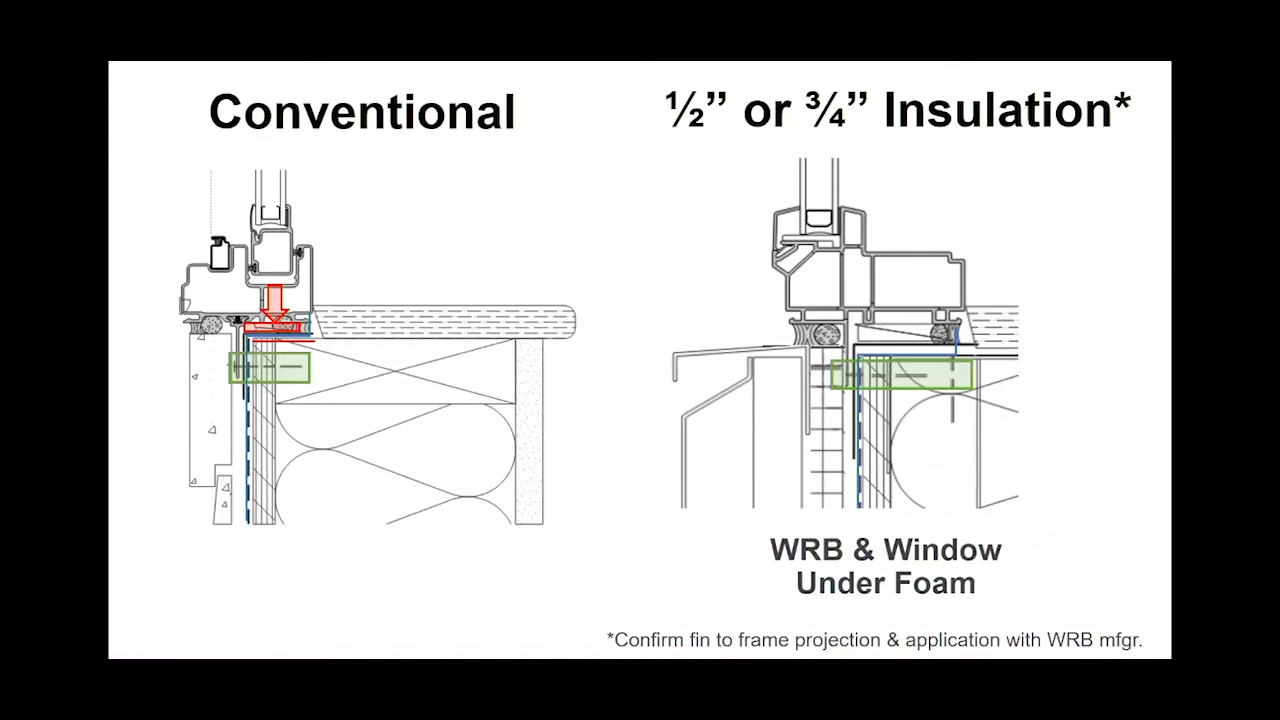 Conventional
½” or ¾” Insulation*
WRB & Window
Under Foam
*Confirm fin to frame projection & application with WRB mfgr.